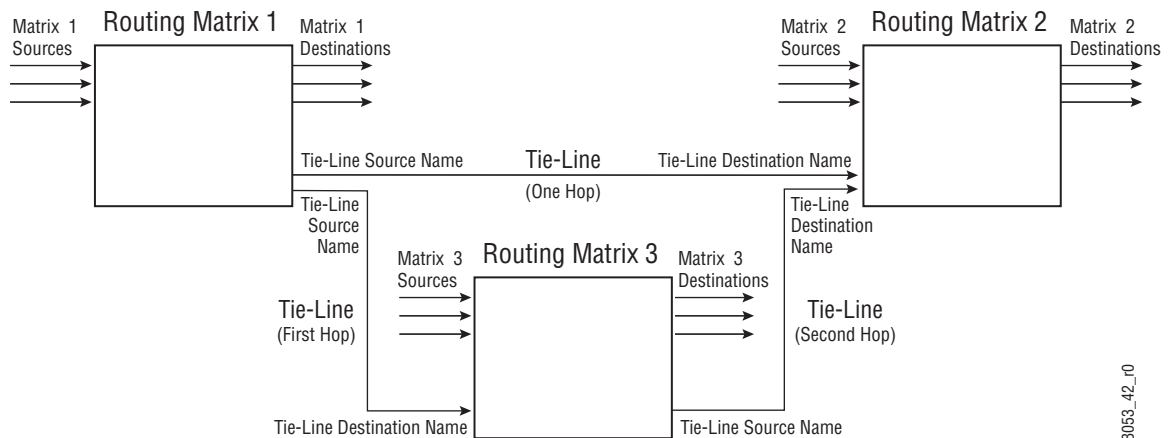 Routing Matrix 1
Matrix 1
Sources
Matrix 1
Destinations
Routing Matrix 2
Matrix 2
Sources
Matrix 2
Destinations
Tie-Line Source Name
Tie-Line
Tie-Line Destination Name
(One Hop)
Tie-Line
Source
Name
Tie-Line
Destination
Name
Routing Matrix 3
Matrix 3
Sources
Matrix 3
Destinations
Tie-Line
(First Hop)
Tie-Line
(Second Hop)
Tie-Line Destination Name
Tie-Line Source Name
8053_42_r0